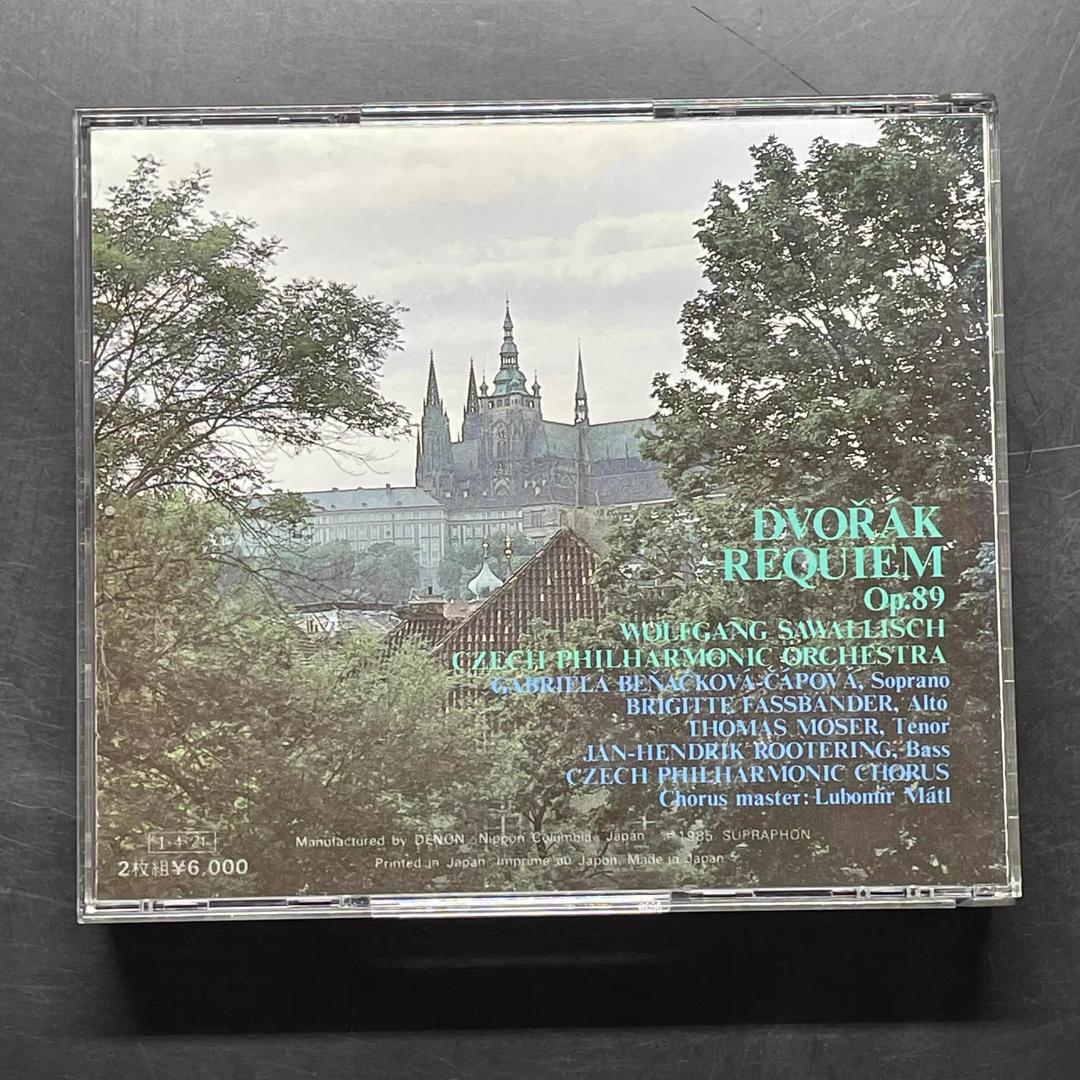 DVOŘÁK
REQUIEM
Op.89
WOLFGANG SAWALLISCH
CZECH PHILHARMONIC ORCHESTRA
GABRIELA BEŇAČKOVÁ-ČÁPOVÁ, Soprano
BRIGITTE FASSBÄNDER, Alto
THOMAS MOSER, Tenor
JAN-HENDRIK ROOTERING, Bass
CZECH PHILHARMONIC CHORUS
Chorus master: Lubomír Mátl
I・4・21
Manufactured by DENON Nippon Columbia, Japan ℗1985 SUPRAPHON
2枚組¥6,000
Printed in Japan Imprimé au Japon. Made in Japan